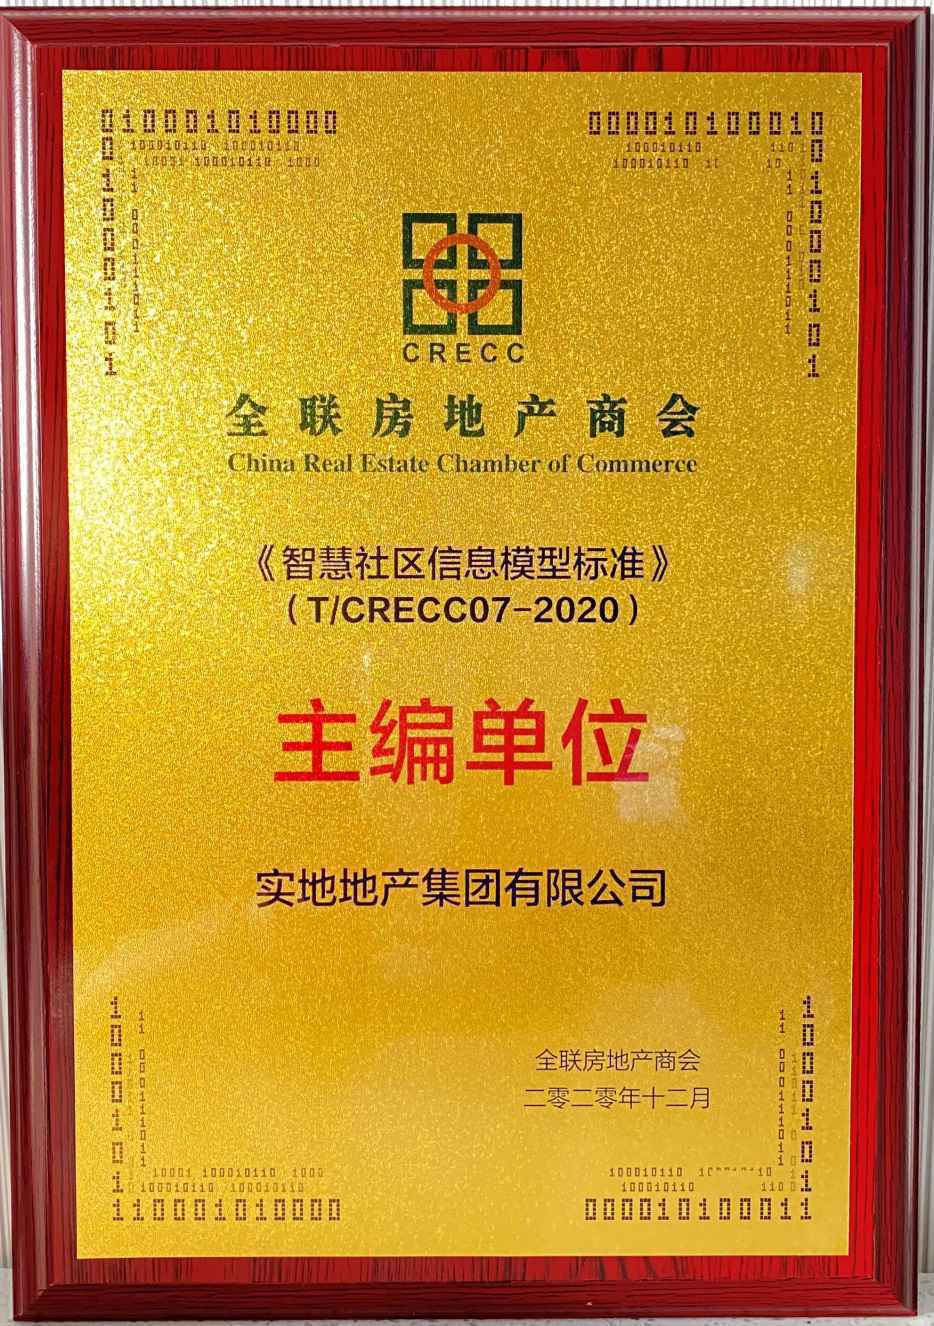 CRECC
全联房地产商会
China Real Estate Chamber of Commerce
《智慧社区信息模型标准》
（T/CRECC07-2020）
主编单位
实地地产集团有限公司
全联房地产商会
二零二零年十二月